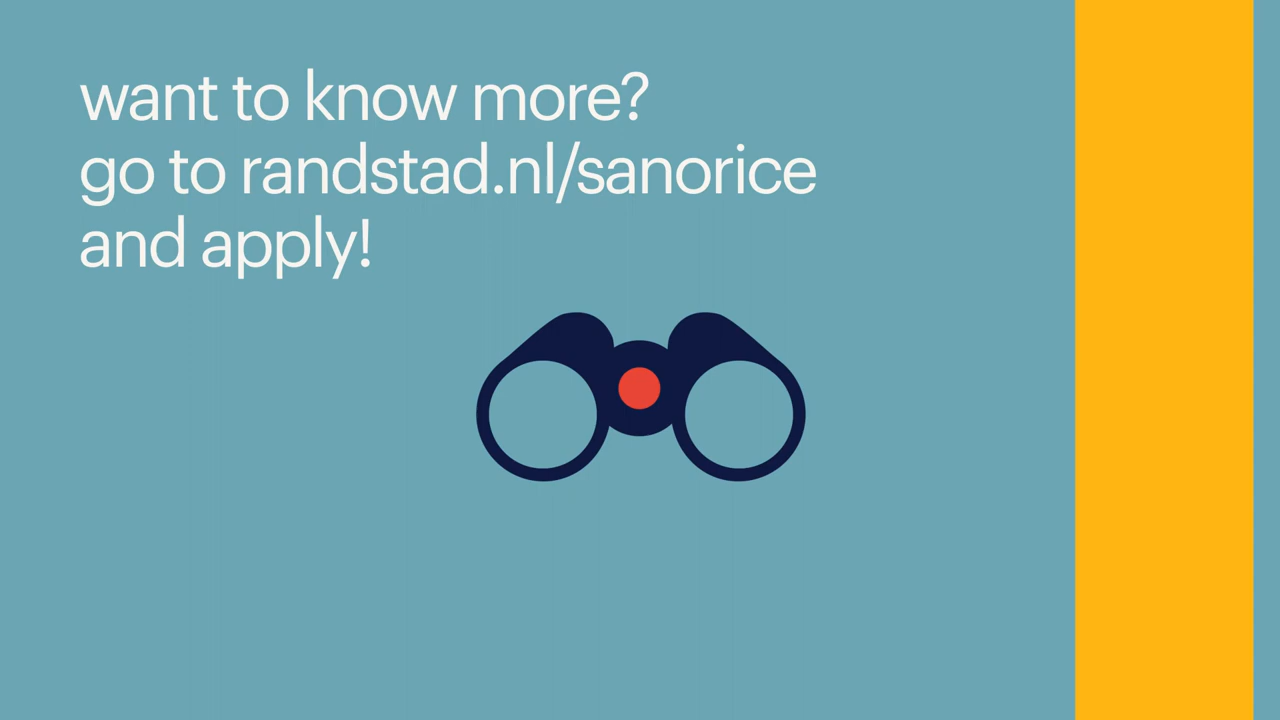 want to know more?
go to randstad.nl/sanorice
and apply!